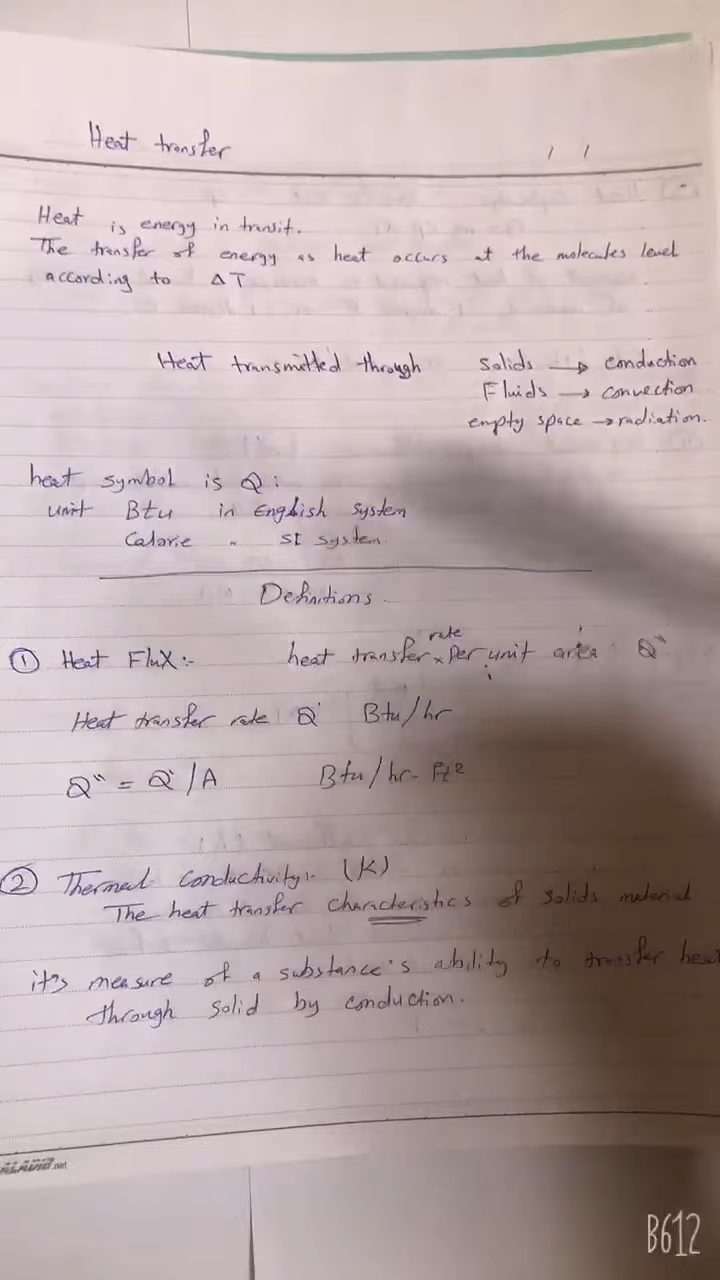 Heat transfer / /
Heat is energy in transit.
The transfer of energy as heat occurs at the molecules level
according to ΔT
Heat transmitted through solids → conduction
Fluids → convection
empty space → radiation.
heat symbol is Q:
unit Btu in English system
Calorie " SI system
Definitions
① Heat Flux:- heat transfer rate per unit area Q̈
Heat transfer rate Q̇ Btu/hr
Q̈ = Q̇/A Btu/hr-Ft²
② Thermal Conductivity:- (K)
The heat transfer characteristics of solids material
it's measure of a substance's ability to transfer heat
through solid by conduction.
B612